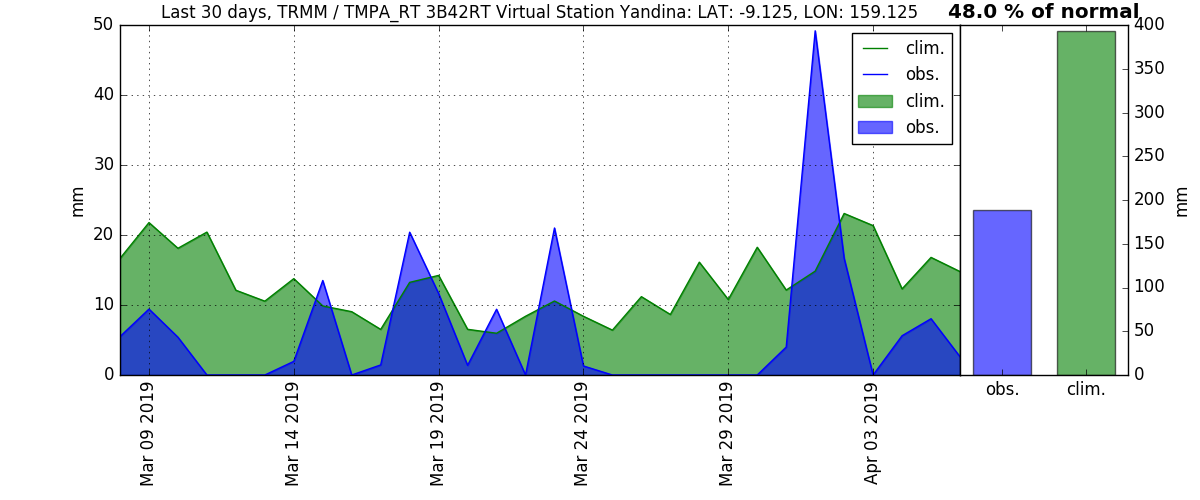 Last 30 days, TRMM / TMPA_RT 3B42RT Virtual Station Yandina: LAT: -9.125, LON: 159.125
48.0 % of normal
50
40
30
20
10
0
mm
Mar 09 2019
Mar 14 2019
Mar 19 2019
Mar 24 2019
Mar 29 2019
Apr 03 2019
clim.
obs.
clim.
obs.
400
350
300
250
200
150
100
50
0
mm
obs.
clim.